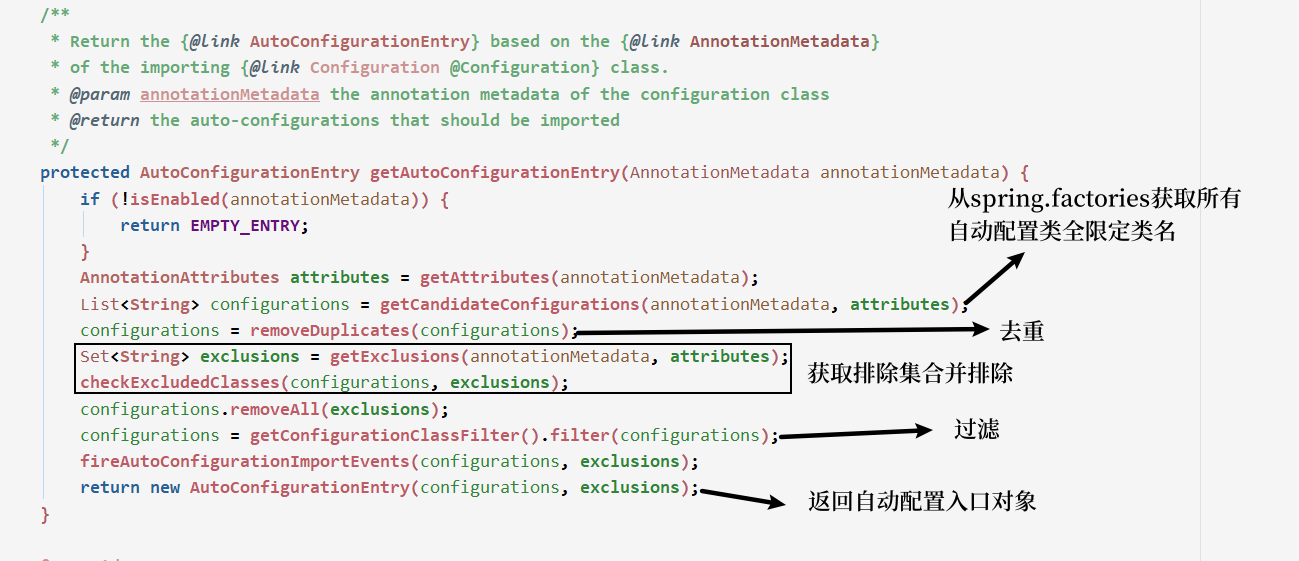 /**
* Return the {@link AutoConfigurationEntry} based on the {@link AnnotationMetadata}
* of the importing {@link Configuration @Configuration} class.
* @param annotationMetadata the annotation metadata of the configuration class
* @return the auto-configurations that should be imported
*/
protected AutoConfigurationEntry getAutoConfigurationEntry(AnnotationMetadata annotationMetadata) {
if (!isEnabled(annotationMetadata)) {
从spring.factories获取所有
return EMPTY_ENTRY;
自动配置类全限定类名
}
AnnotationAttributes attributes = getAttributes(annotationMetadata);
List<String> configurations = getCandidateConfigurations(annotationMetadata, attributes);
configurations = removeDuplicates(configurations);
去重
Set<String> exclusions = getExclusions(annotationMetadata, attributes);
获取排除集合并排除
checkExcludedClasses(configurations, exclusions);
configurations.removeAll(exclusions);
configurations = getConfigurationClassFilter().filter(configurations);
过滤
fireAutoConfigurationImportEvents(configurations, exclusions);
return new AutoConfigurationEntry(configurations, exclusions);
返回自动配置入口对象
}